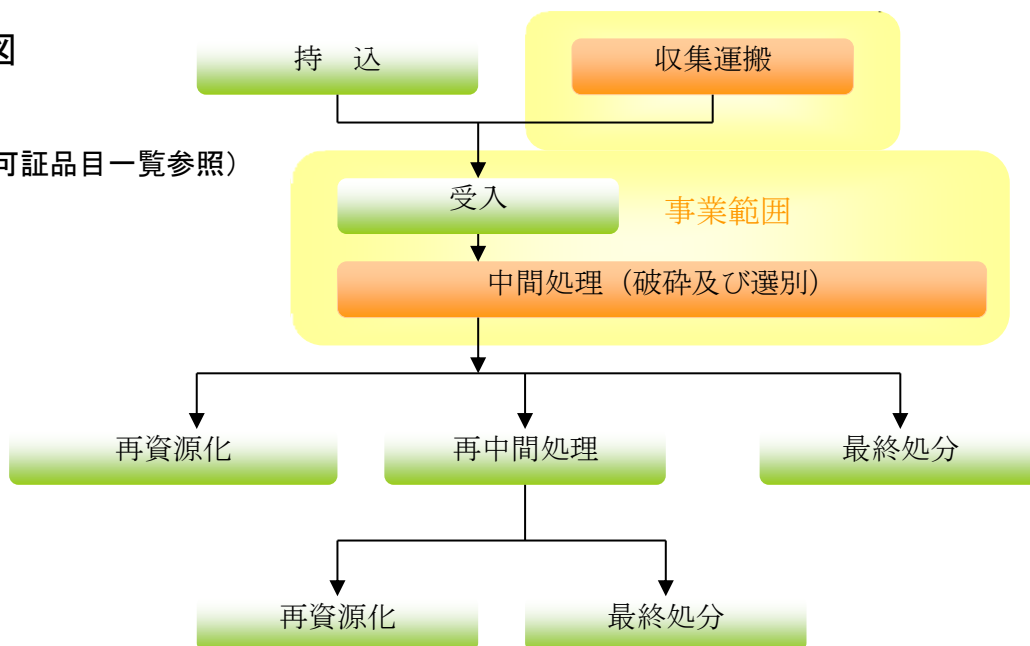 図
持　込
収集運搬
可証品目一覧参照）
受入
事業範囲
中間処理（破砕及び選別）
再資源化
再中間処理
最終処分
再資源化
最終処分